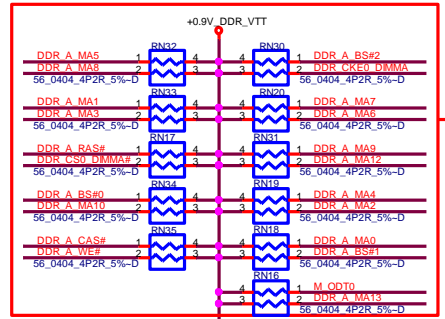 +0.9V_DDR_VTT
RN32 RN30
DDR_A_MA5 1 4 4 1 DDR_A_BS#2
DDR_A_MA8 2 3 3 2 DDR_CKE0_DIMMA
56_0404_4P2R_5%~D 56_0404_4P2R_5%~D
RN33 RN20
DDR_A_MA1 1 4 4 1 DDR_A_MA7
DDR_A_MA3 2 3 3 2 DDR_A_MA6
56_0404_4P2R_5%~D 56_0404_4P2R_5%~D
RN17 RN31
DDR_A_RAS# 1 4 4 1 DDR_A_MA9
DDR_CS0_DIMMA# 2 3 3 2 DDR_A_MA12
56_0404_4P2R_5%~D 56_0404_4P2R_5%~D
RN34 RN19
DDR_A_BS#0 1 4 4 1 DDR_A_MA4
DDR_A_MA10 2 3 3 2 DDR_A_MA2
56_0404_4P2R_5%~D 56_0404_4P2R_5%~D
RN35 RN18
DDR_A_CAS# 1 4 4 1 DDR_A_MA0
DDR_A_WE# 2 3 3 2 DDR_A_BS#1
56_0404_4P2R_5%~D 56_0404_4P2R_5%~D
RN16
4 1 M_ODT0
3 2 DDR_A_MA13
56_0404_4P2R_5%~D